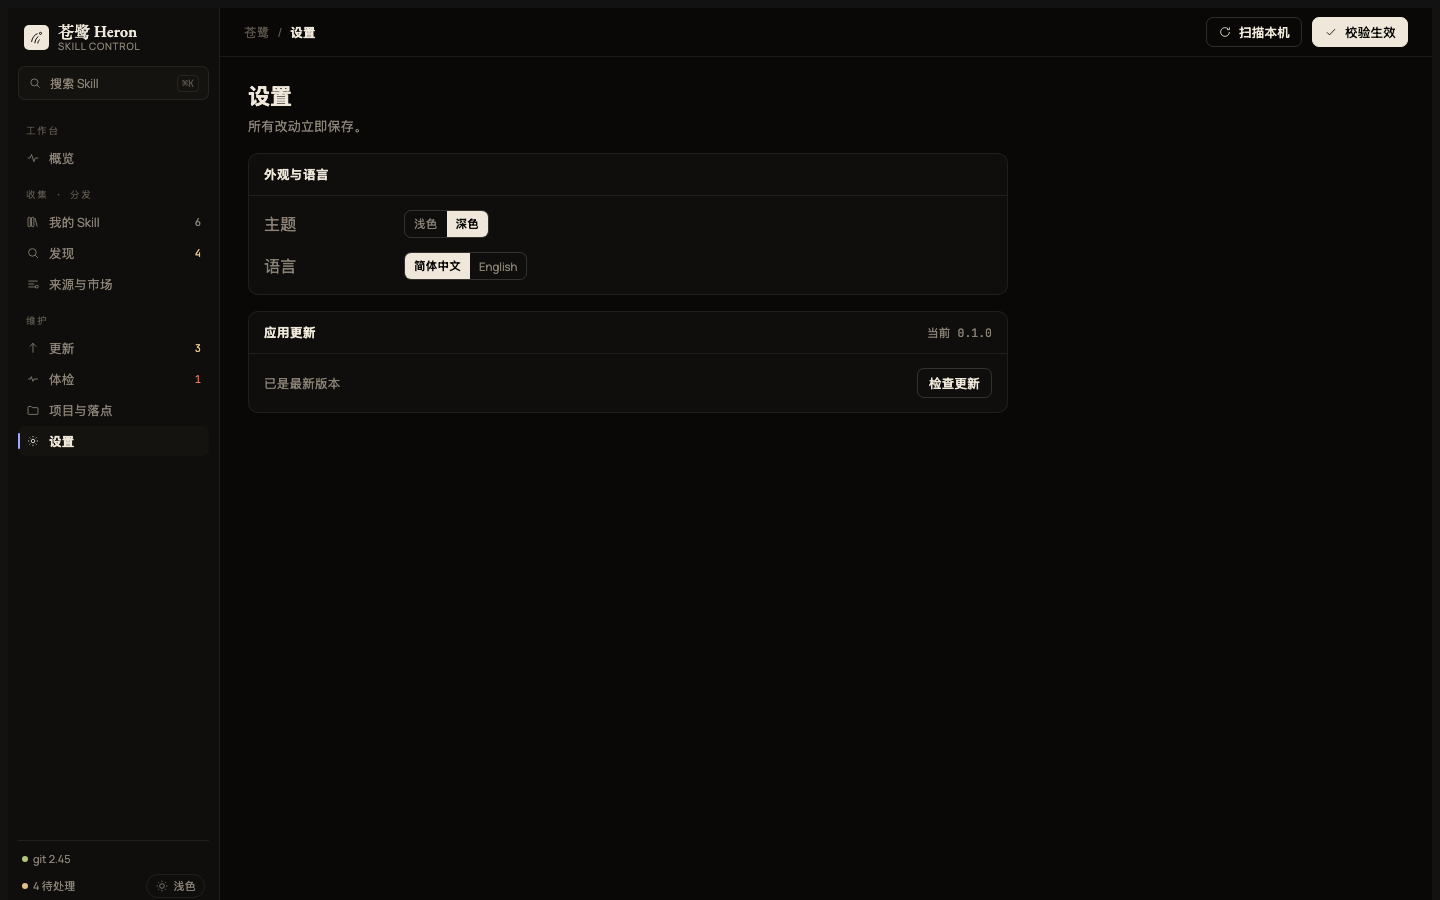 苍鹭 Heron
SKILL CONTROL
搜索 Skill ⌘K
工作台
概览
收集 · 分发
我的 Skill 6
发现 4
来源与市场
维护
更新 3
体检 1
项目与落点
设置
git 2.45
4 待处理
浅色
苍鹭 / 设置
扫描本机
校验生效
设置
所有改动立即保存。
外观与语言
主题 浅色 深色
语言 简体中文 English
应用更新 当前 0.1.0
已是最新版本 检查更新